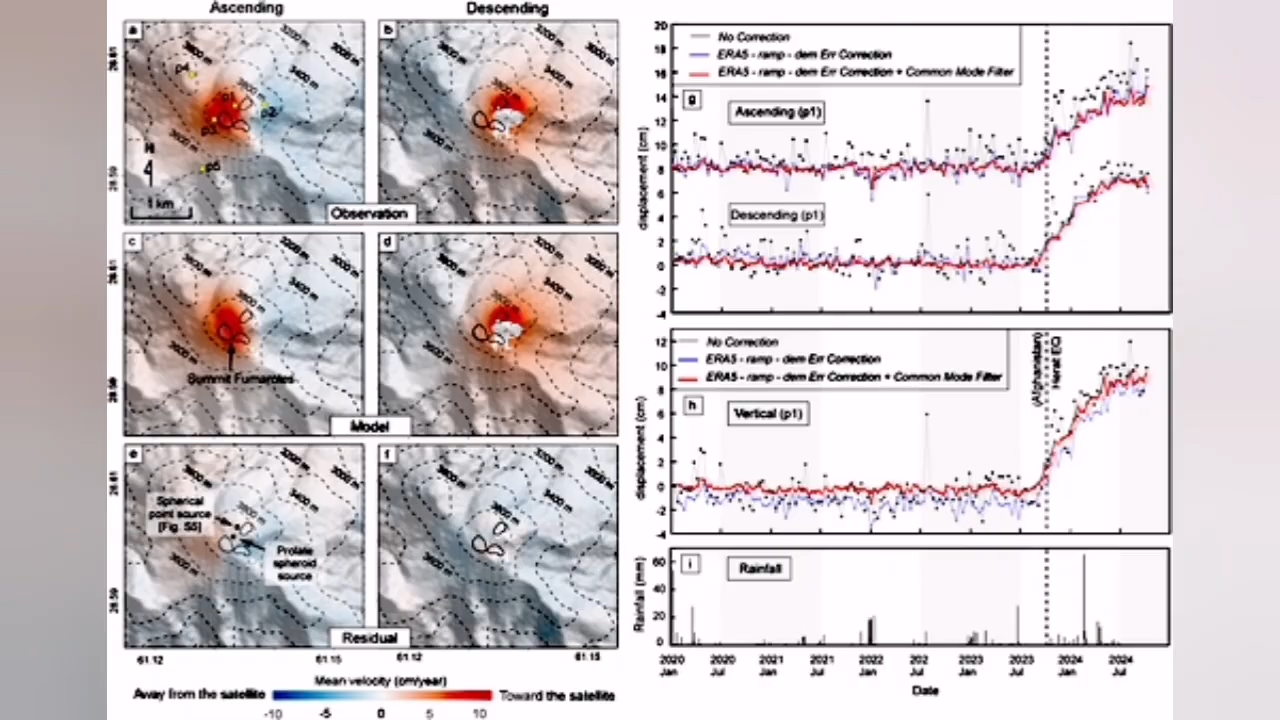 Ascending
Descending
a
b
3200 m
3600 m
3400 m
p4
p1
p2
p3
p5
N
1 km
Observation
c
d
3200 m
3400 m
3600 m
Summit Fumaroles
Model
e
f
3400 m
3600 m
Spherical
point source
[Fig. S5]
Prolate
spheroid
source
Residual
61.12
61.15
61.12
61.15
Mean velocity (cm/year)
Away from the satellite
Toward the satellite
-10
-5
0
5
10
No Correction
ERA5 - ramp - dem Err Correction
ERA5 - ramp - dem Err Correction + Common Mode Filter
g
Ascending (p1)
Descending (p1)
displacement (cm)
20
18
16
14
12
10
8
6
4
2
0
-2
-4
No Correction
ERA5 - ramp - dem Err Correction
ERA5 - ramp - dem Err Correction + Common Mode Filter
h
Vertical (p1)
(Afghanistan)
Herat EQ
displacement (cm)
12
10
8
6
4
2
0
-2
-4
i
Rainfall
Rainfall (mm)
60
40
20
0
2020 2020 2021 2021 2022 2022 2023 2023 2024 2024
Jan Jul Jan Jul Jan Jul Jan Jul Jan Jul
Date